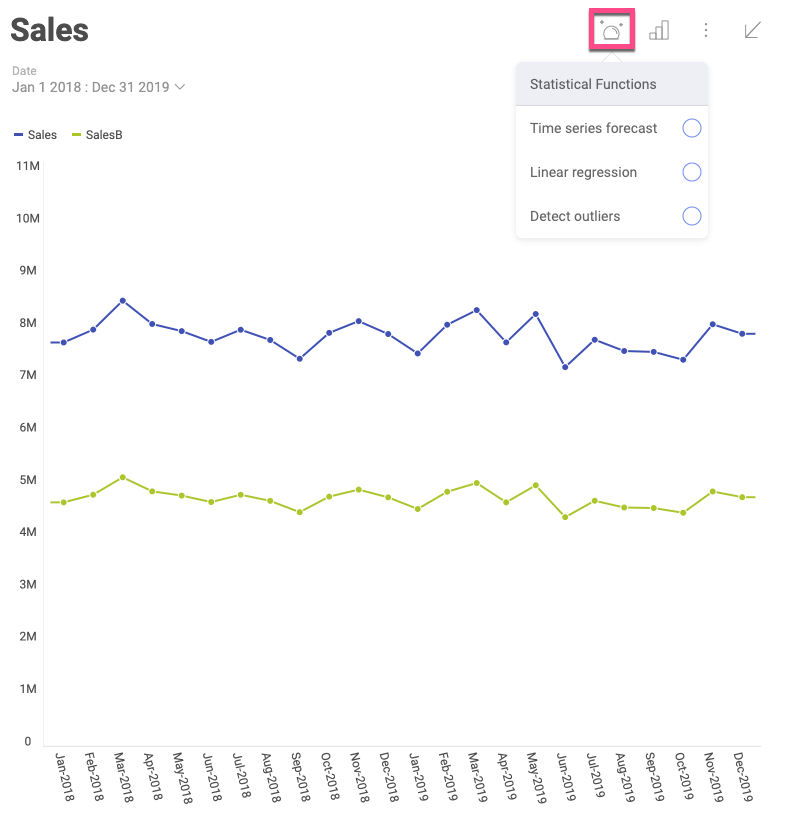 Sales
Date
Jan 1 2018 : Dec 31 2019
Statistical Functions
Time series forecast
Linear regression
Detect outliers
Sales SalesB
11M
10M
9M
8M
7M
6M
5M
4M
3M
2M
1M
0
Jan-2018
Feb-2018
Mar-2018
Apr-2018
May-2018
Jun-2018
Jul-2018
Aug-2018
Sep-2018
Oct-2018
Nov-2018
Dec-2018
Jan-2019
Feb-2019
Mar-2019
Apr-2019
May-2019
Jun-2019
Jul-2019
Aug-2019
Sep-2019
Oct-2019
Nov-2019
Dec-2019